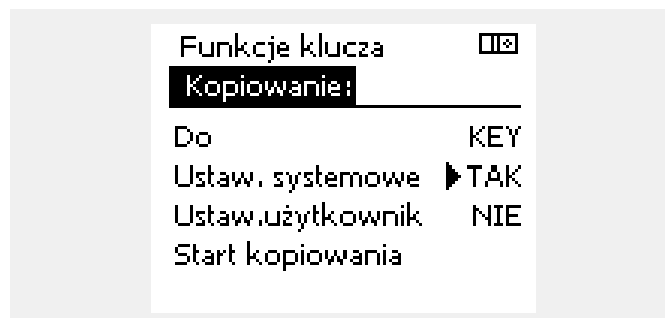 Funkcje klucza
Kopiowanie:
Do KEY
Ustaw. systemowe ▶TAK
Ustaw.użytkownik NIE
Start kopiowania